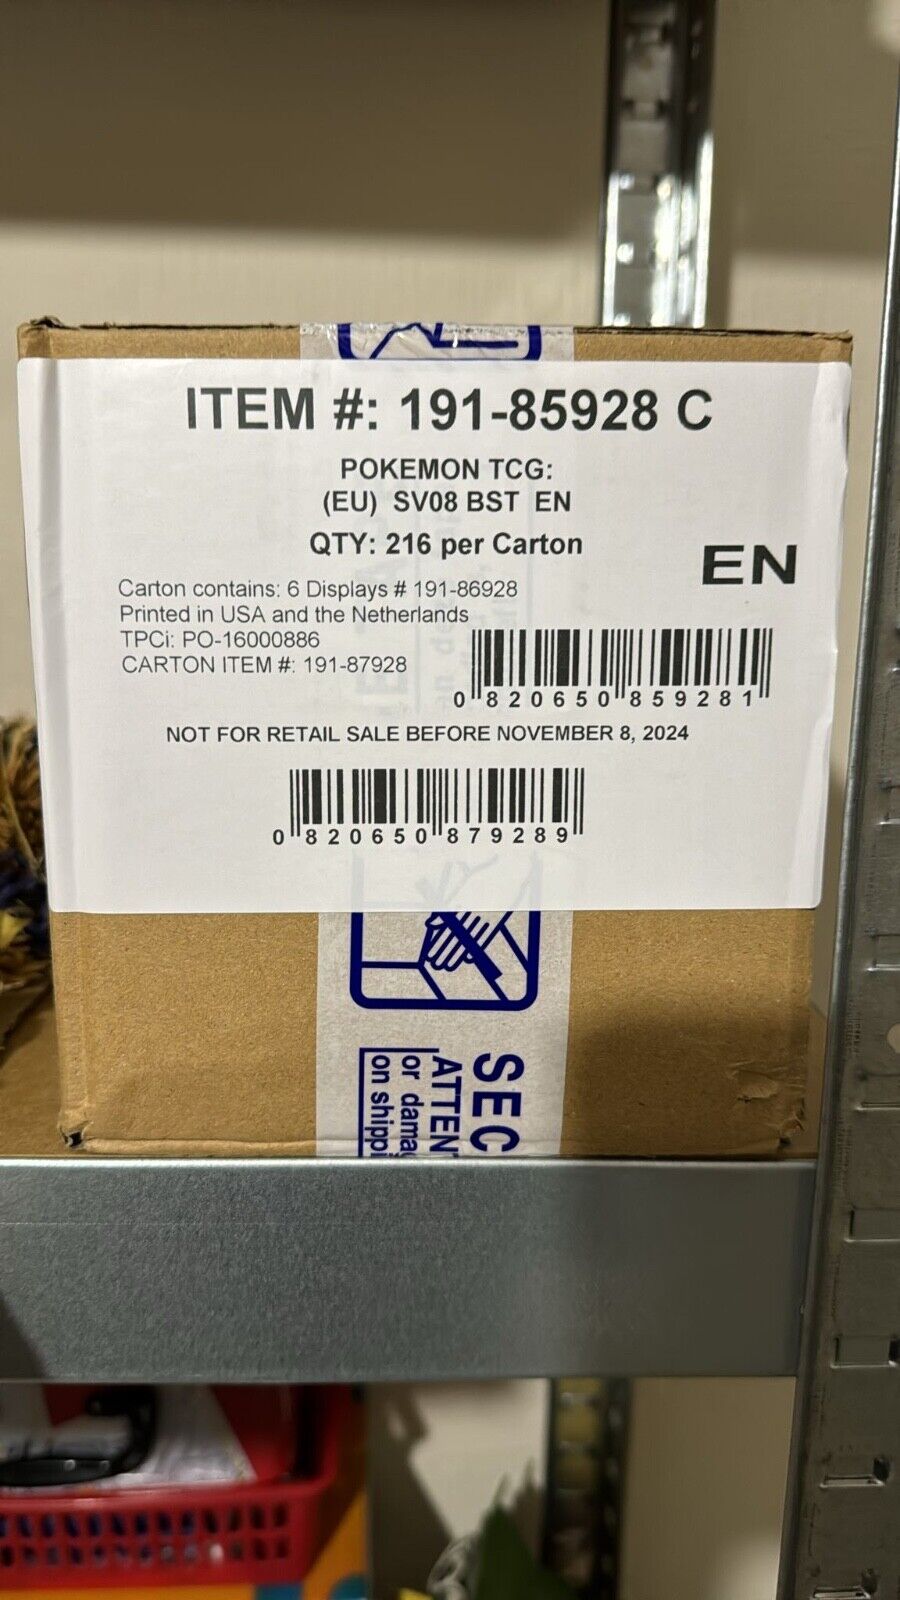 ITEM #: 191-85928 C
POKEMON TCG:
(EU) SV08 BST EN
QTY: 216 per Carton
EN
Carton contains: 6 Displays # 191-86928
Printed in USA and the Netherlands
TPCi: PO-16000886
CARTON ITEM #: 191-87928
0 820650 859281
NOT FOR RETAIL SALE BEFORE NOVEMBER 8, 2024
0 820650 879289
SEC
ATTEN
or dama
on shippi